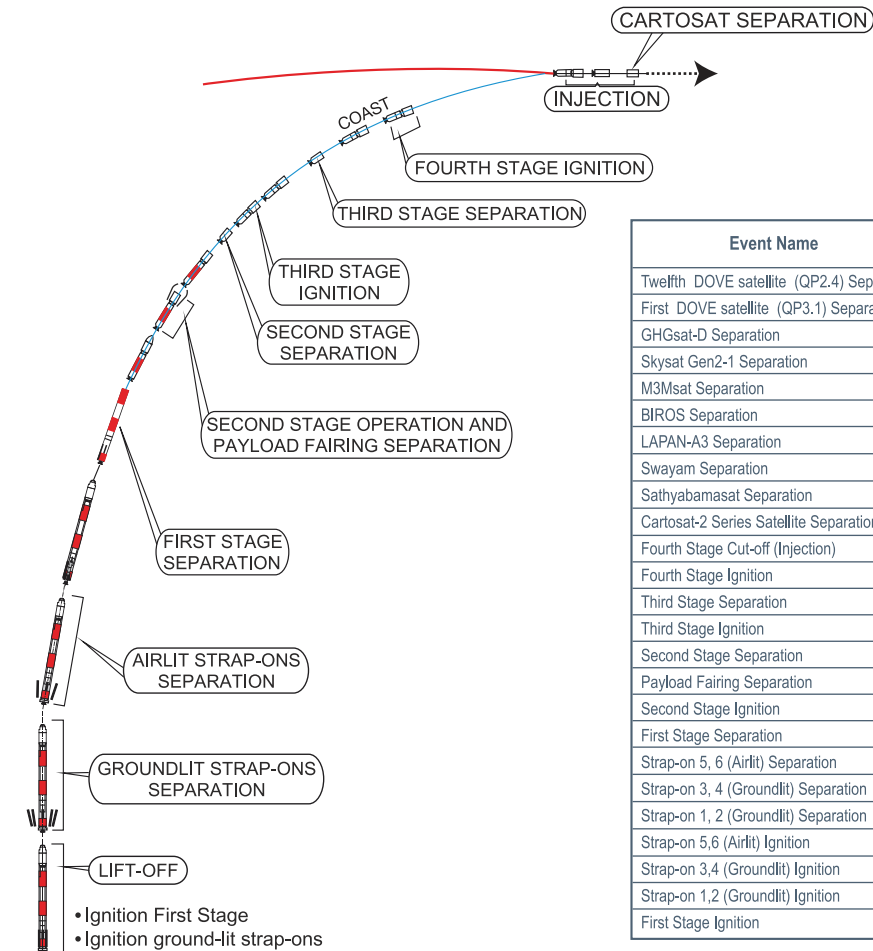 CARTOSAT SEPARATION
INJECTION
COAST
FOURTH STAGE IGNITION
THIRD STAGE SEPARATION
THIRD STAGE
IGNITION
SECOND STAGE
SEPARATION
SECOND STAGE OPERATION AND
PAYLOAD FAIRING SEPARATION
FIRST STAGE
SEPARATION
AIRLIT STRAP-ONS
SEPARATION
GROUNDLIT STRAP-ONS
SEPARATION
LIFT-OFF
• Ignition First Stage
• Ignition ground-lit strap-ons
Event Name
Twelfth DOVE satellite (QP2.4) Sep
First DOVE satellite (QP3.1) Separa
GHGsat-D Separation
Skysat Gen2-1 Separation
M3Msat Separation
BIROS Separation
LAPAN-A3 Separation
Swayam Separation
Sathyabamasat Separation
Cartosat-2 Series Satellite Separation
Fourth Stage Cut-off (Injection)
Fourth Stage Ignition
Third Stage Separation
Third Stage Ignition
Second Stage Separation
Payload Fairing Separation
Second Stage Ignition
First Stage Separation
Strap-on 5, 6 (Airlit) Separation
Strap-on 3, 4 (Groundlit) Separation
Strap-on 1, 2 (Groundlit) Separation
Strap-on 5,6 (Airlit) Ignition
Strap-on 3,4 (Groundlit) Ignition
Strap-on 1,2 (Groundlit) Ignition
First Stage Ignition